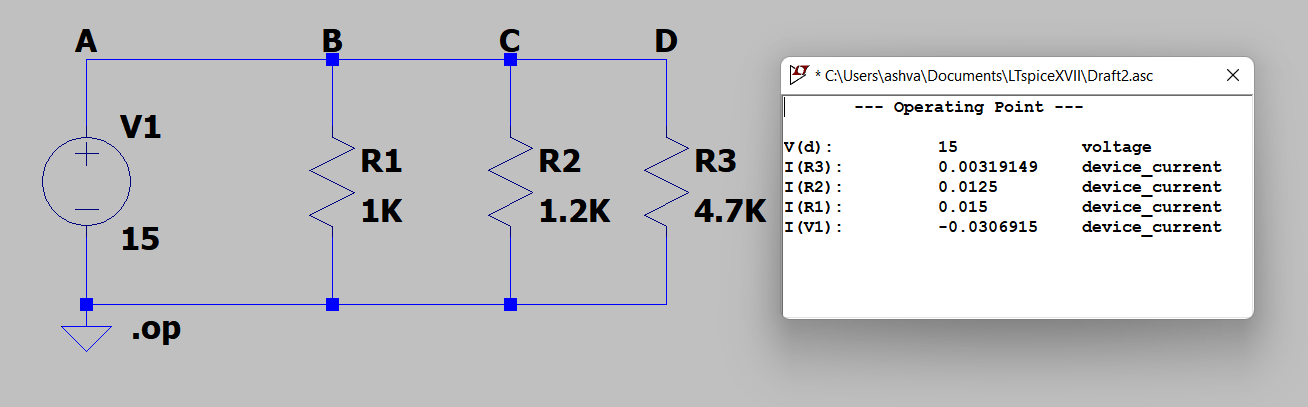 A B C D
V1
R1 R2 R3
1K 1.2K 4.7K
15
.op
LT * C:\Users\ashva\Documents\LTspiceXVII\Draft2.asc
--- Operating Point ---
V(d): 15 voltage
I(R3): 0.00319149 device_current
I(R2): 0.0125 device_current
I(R1): 0.015 device_current
I(V1): -0.0306915 device_current